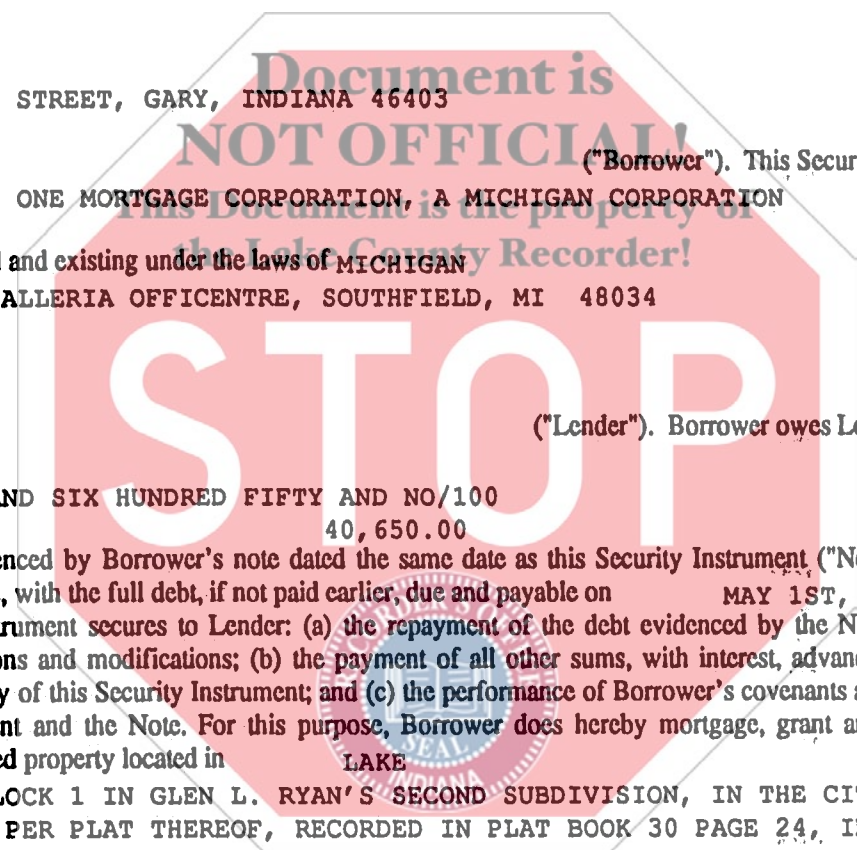 Document is
STREET, GARY, INDIANA 46403
NOT OFFICIAL!
("Borrower"). This Secur
ONE MORTGAGE CORPORATION, A MICHIGAN CORPORATION
This Document is the property of
the Lake County Recorder!
and existing under the laws of MICHIGAN
ALLERIA OFFICENTRE, SOUTHFIELD, MI 48034
STOP
("Lender"). Borrower owes Le
AND SIX HUNDRED FIFTY AND NO/100
40,650.00
enced by Borrower's note dated the same date as this Security Instrument ("No
, with the full debt, if not paid earlier, due and payable on MAY 1ST,
rument secures to Lender: (a) the repayment of the debt evidenced by the N
ons and modifications; (b) the payment of all other sums, with interest, advanc
y of this Security Instrument; and (c) the performance of Borrower's covenants a
nt and the Note. For this purpose, Borrower does hereby mortgage, grant an
ed property located in LAKE
LOCK 1 IN GLEN L. RYAN'S SECOND SUBDIVISION, IN THE CIT
PER PLAT THEREOF, RECORDED IN PLAT BOOK 30 PAGE 24, I
RECORDER'S OFFICE
SEAL
INDIANA